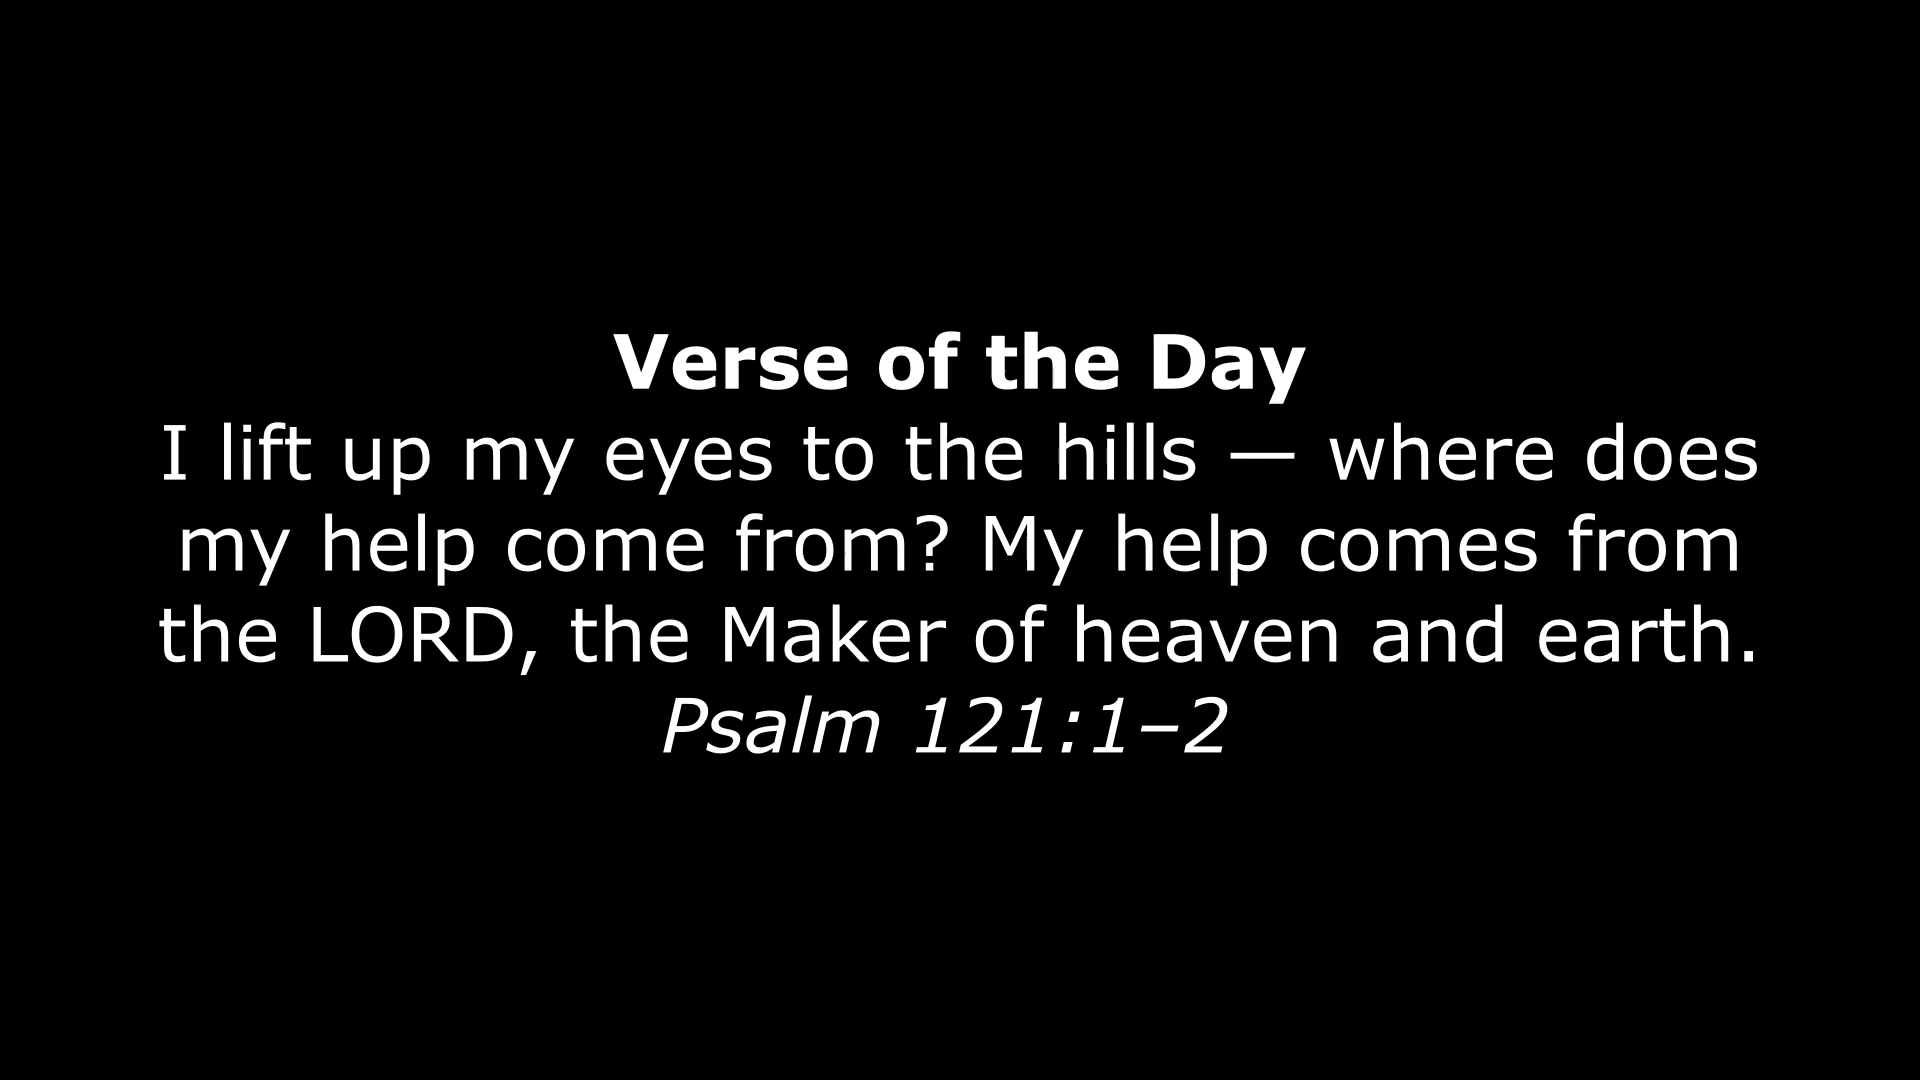 Verse of the Day
I lift up my eyes to the hills — where does
my help come from? My help comes from
the LORD, the Maker of heaven and earth.
Psalm 121:1–2